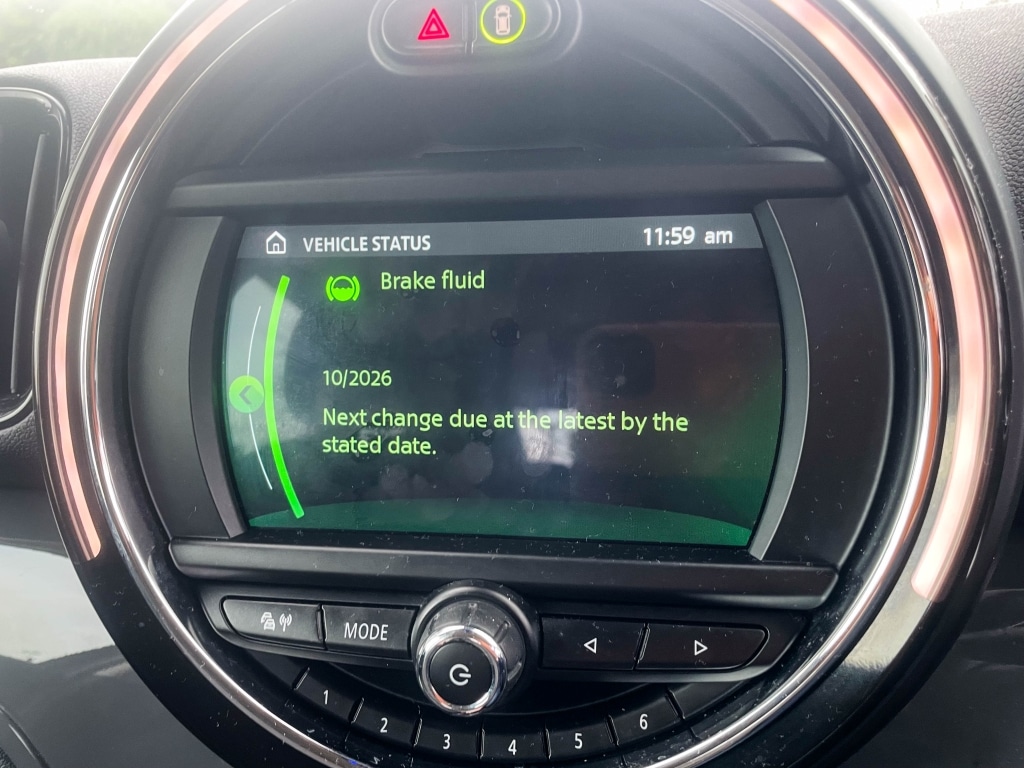 VEHICLE STATUS 11:59 am
Brake fluid
10/2026
Next change due at the latest by the
stated date.
MODE
1 2 3 4 5 6